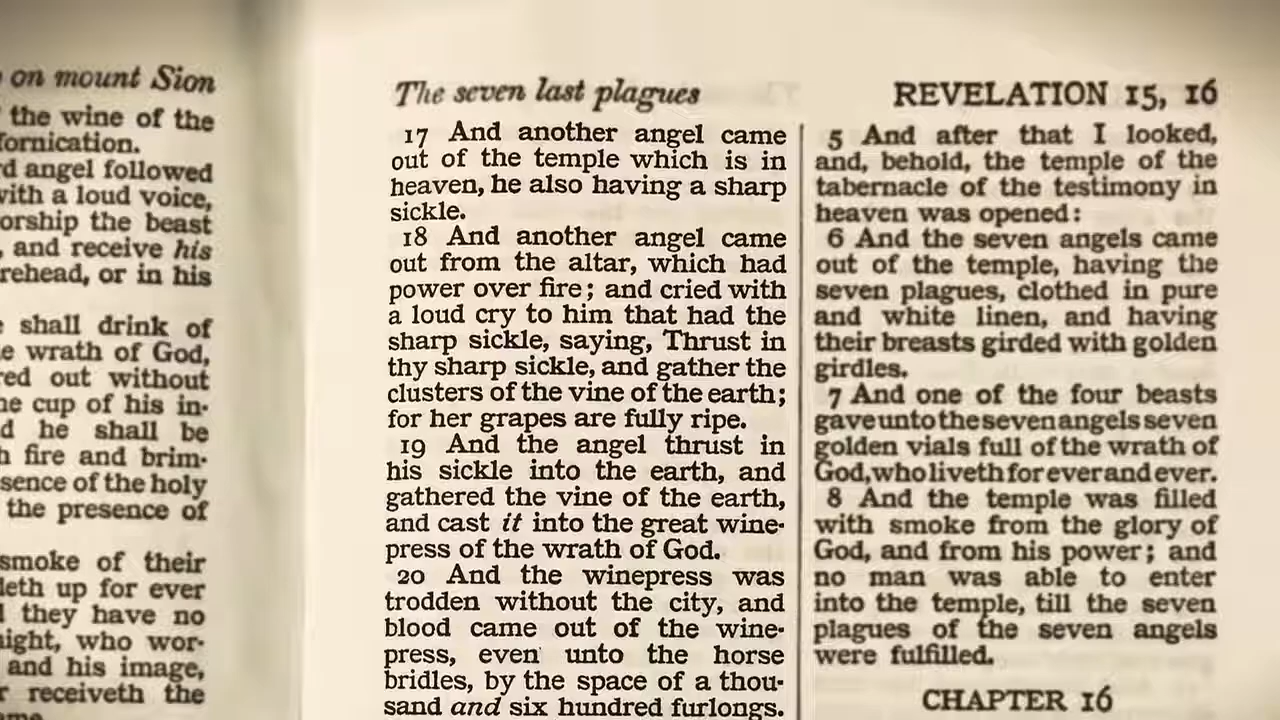 on mount Sion
the wine of the
fornication.
angel followed
with a loud voice,
worship the beast
, and receive his
rehead, or in his
shall drink of
wrath of God,
red out without
cup of his in-
he shall be
fire and brim-
sence of the holy
the presence of
smoke of their
eth up for ever
they have no
night, who wor-
and his image,
receiveth the
The seven last plagues
17 And another angel came
out of the temple which is in
heaven, he also having a sharp
sickle.
18 And another angel came
out from the altar, which had
power over fire; and cried with
a loud cry to him that had the
sharp sickle, saying, Thrust in
thy sharp sickle, and gather the
clusters of the vine of the earth;
for her grapes are fully ripe.
19 And the angel thrust in
his sickle into the earth, and
gathered the vine of the earth,
and cast it into the great wine-
press of the wrath of God.
20 And the winepress was
trodden without the city, and
blood came out of the wine-
press, even unto the horse
bridles, by the space of a thou-
sand and six hundred furlongs.
REVELATION 15, 16
5 And after that I looked,
and, behold, the temple of the
tabernacle of the testimony in
heaven was opened:
6 And the seven angels came
out of the temple, having the
seven plagues, clothed in pure
and white linen, and having
their breasts girded with golden
girdles.
7 And one of the four beasts
gave unto the seven angels seven
golden vials full of the wrath of
God, who liveth for ever and ever.
8 And the temple was filled
with smoke from the glory of
God, and from his power; and
no man was able to enter
into the temple, till the seven
plagues of the seven angels
were fulfilled.
CHAPTER 16